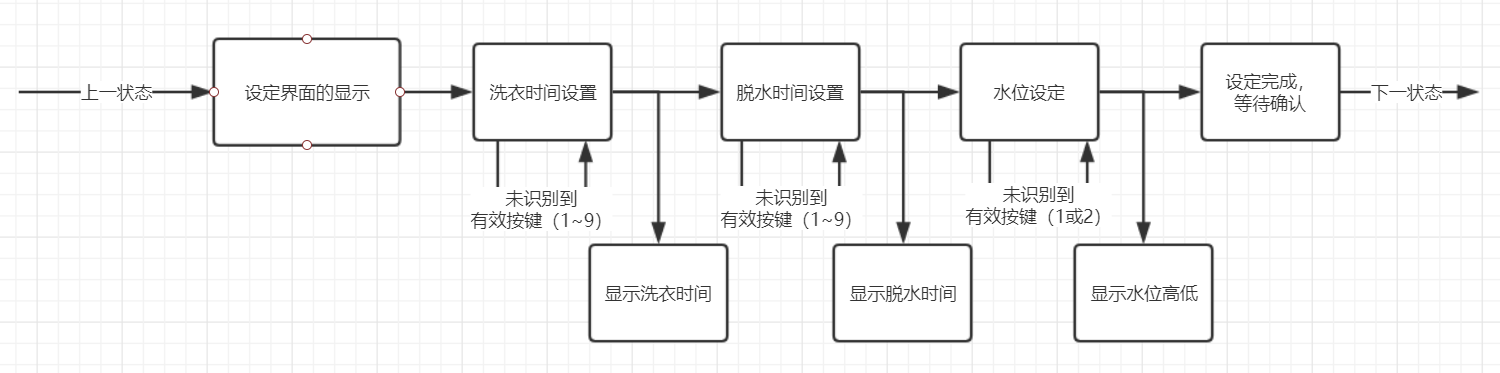 上一状态
设定界面的显示
洗衣时间设置
脱水时间设置
水位设定
设定完成，
等待确认
下一状态
未识别到
有效按键（1~9）
未识别到
有效按键（1~9）
未识别到
有效按键（1或2）
显示洗衣时间
显示脱水时间
显示水位高低